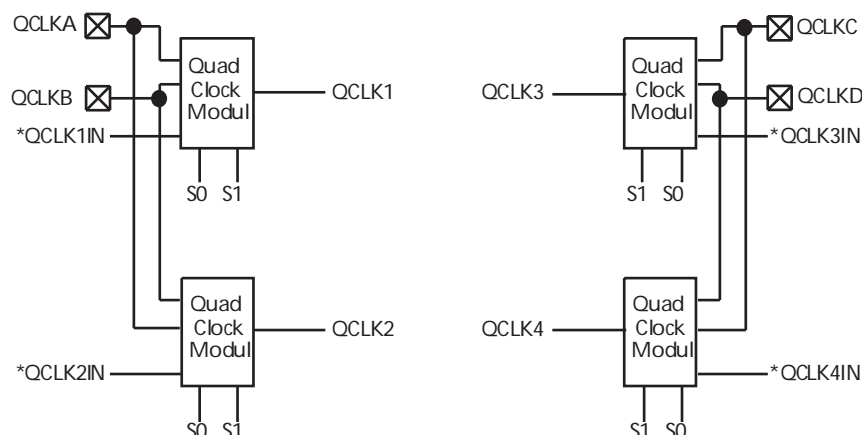 QCLKA
QCLKB
*QCLK1IN
Quad
Clock
Modul
QCLK1
S0 S1
QCLK3
Quad
Clock
Modul
QCLKC
QCLKD
*QCLK3IN
S1 S0
*QCLK2IN
Quad
Clock
Modul
QCLK2
S0 S1
QCLK4
Quad
Clock
Modul
*QCLK4IN
S1 S0